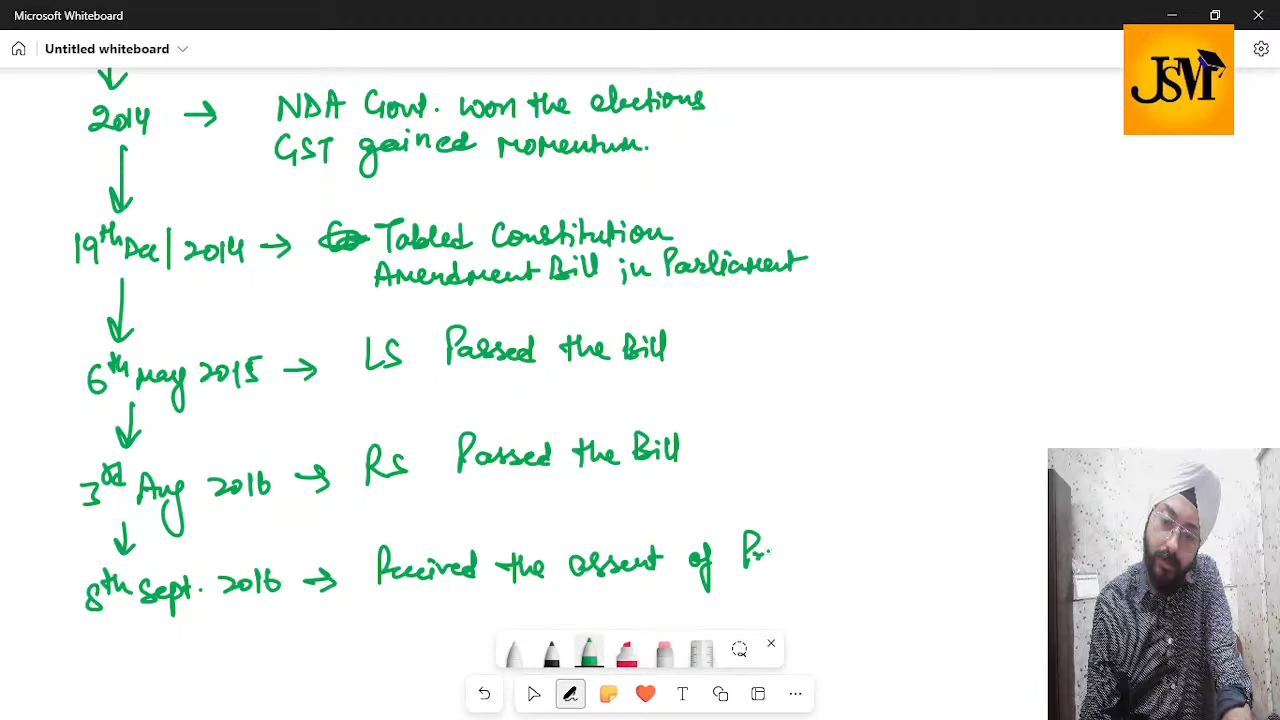 Microsoft Whiteboard
Untitled whiteboard
JSM
2014 → NDA Govt. won the elections
GST gained momentum.
19th Dec | 2014 → Tabled Constitution
Amendment Bill in Parliament
6th may 2015 → LS Passed the Bill
3rd Aug 2016 → RS Passed the Bill
8th Sept. 2016 → Received the assent of Pr